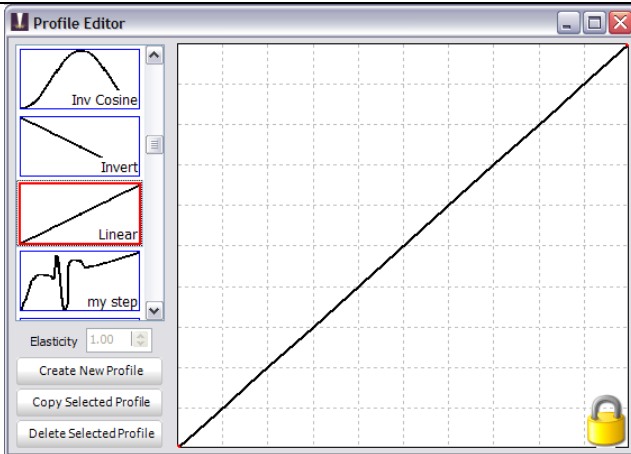 Profile Editor
Inv Cosine
Invert
Linear
my step
Elasticity 1.00
Create New Profile
Copy Selected Profile
Delete Selected Profile